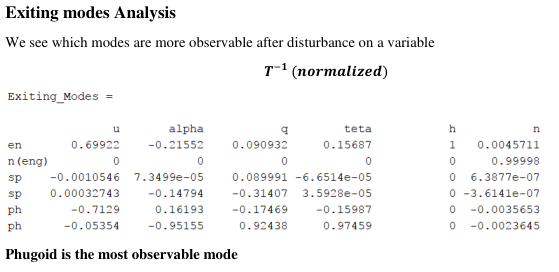 Exiting modes Analysis
We see which modes are more observable after disturbance on a variable
T⁻¹ (normalized)
Exiting_Modes =
u alpha q teta h n
en 0.69922 -0.21552 0.090932 0.15687 1 0.0045711
n(eng) 0 0 0 0 0 0.99998
sp -0.0010546 7.3499e-05 0.089991 -6.6514e-05 0 6.3877e-07
sp 0.00032743 -0.14794 -0.31407 3.5928e-05 0 -3.6141e-07
ph -0.7129 0.16193 -0.17469 -0.15987 0 -0.0035653
ph -0.05354 -0.95155 0.92438 0.97459 0 -0.0023645
Phugoid is the most observable mode